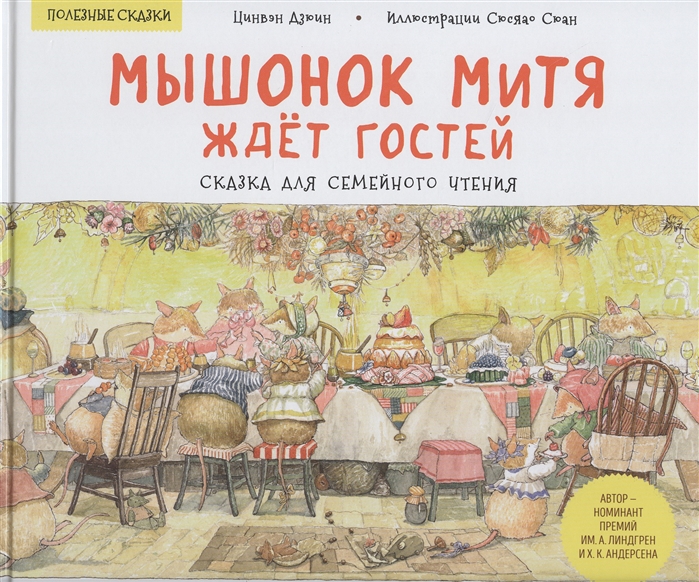 ПОЛЕЗНЫЕ СКАЗКИ
Цинвэн Дзюин • Иллюстрации Сюсяао Сюан
МЫШОНОК МИТЯ
ЖДЁТ ГОСТЕЙ
СКАЗКА ДЛЯ СЕМЕЙНОГО ЧТЕНИЯ
АВТОР –
НОМИНАНТ
ПРЕМИЙ
ИМ. А. ЛИНДГРЕН
И Х. К. АНДЕРСЕНА